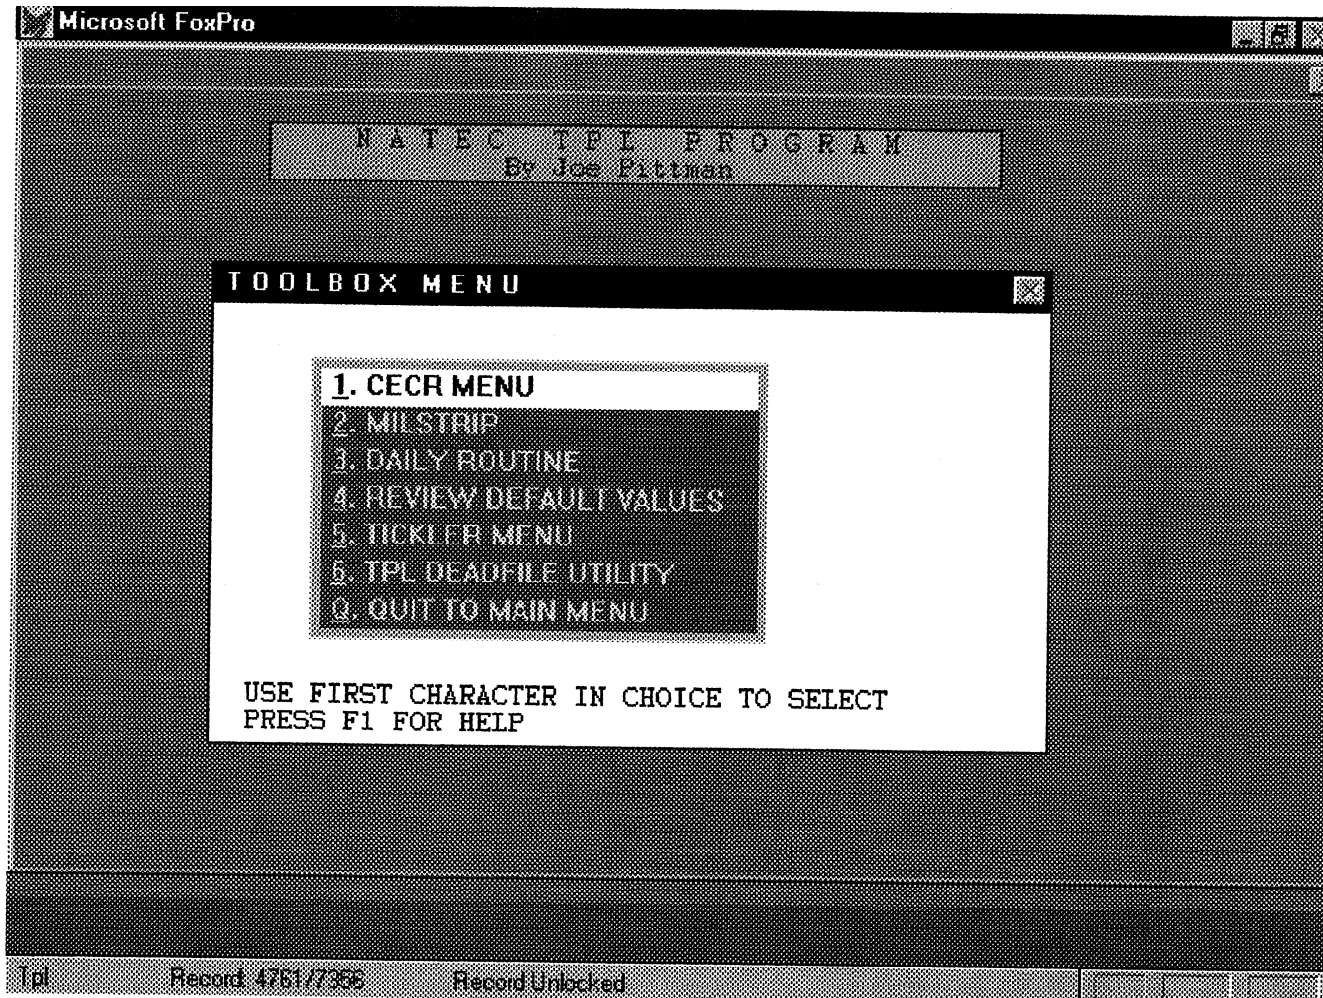 Microsoft FoxPro
N A T E C   T P L   P R O G R A M
By Joe Pittman
T O O L B O X   M E N U
1. CECR MENU
2. MILSTRIP
3. DAILY ROUTINE
4. REVIEW DEFAULT VALUES
5. TICKLER MENU
6. TPL DEADFILE UTILITY
Q. QUIT TO MAIN MENU
USE FIRST CHARACTER IN CHOICE TO SELECT
PRESS F1 FOR HELP
Tpl Record: 4761/7356 Record Unlocked